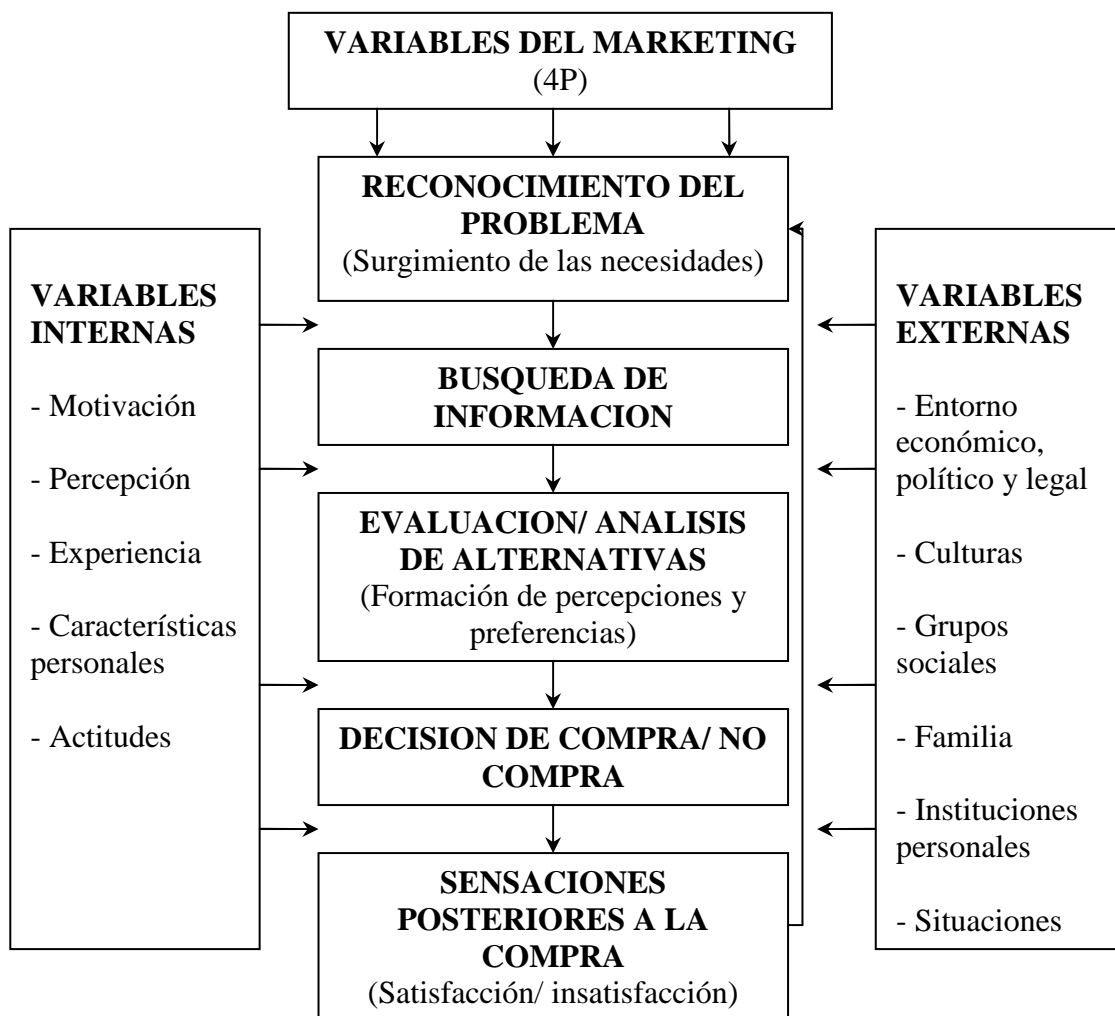 VARIABLES DEL MARKETING
(4P)
RECONOCIMIENTO DEL
PROBLEMA
(Surgimiento de las necesidades)
VARIABLES
INTERNAS
- Motivación
- Percepción
- Experiencia
- Características
personales
- Actitudes
BUSQUEDA DE
INFORMACION
EVALUACION/ ANALISIS
DE ALTERNATIVAS
(Formación de percepciones y
preferencias)
DECISION DE COMPRA/ NO
COMPRA
SENSACIONES
POSTERIORES A LA
COMPRA
(Satisfacción/ insatisfacción)
VARIABLES
EXTERNAS
- Entorno
económico,
político y legal
- Culturas
- Grupos
sociales
- Familia
- Instituciones
personales
- Situaciones